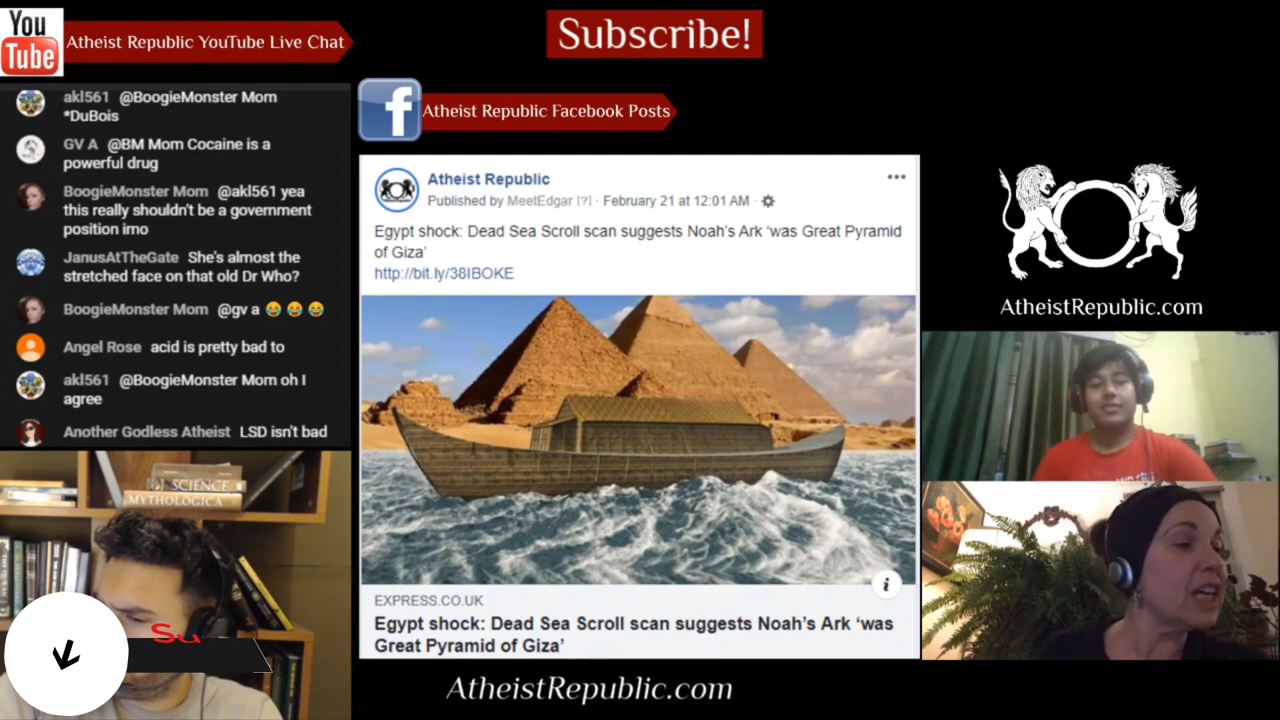 You
Tube
Atheist Republic YouTube Live Chat
Subscribe!
akl561 @BoogieMonster Mom
*DuBois
GV A @BM Mom Cocaine is a
powerful drug
BoogieMonster Mom @akl561 yea
this really shouldn't be a government
position imo
JanusAtTheGate She's almost the
stretched face on that old Dr Who?
BoogieMonster Mom @gv a 😂 😂 😂
Angel Rose acid is pretty bad to
akl561 @BoogieMonster Mom oh I
agree
Another Godless Atheist LSD isn't bad
f
Atheist Republic Facebook Posts
Atheist Republic
Published by MeetEdgar [?] · February 21 at 12:01 AM ·
Egypt shock: Dead Sea Scroll scan suggests Noah's Ark 'was Great Pyramid
of Giza'
http://bit.ly/38IBOKE
i
EXPRESS.CO.UK
Egypt shock: Dead Sea Scroll scan suggests Noah's Ark 'was
Great Pyramid of Giza'
AtheistRepublic.com
AtheistRepublic.com
SCIENCE
MYTHOLOGICA
Su